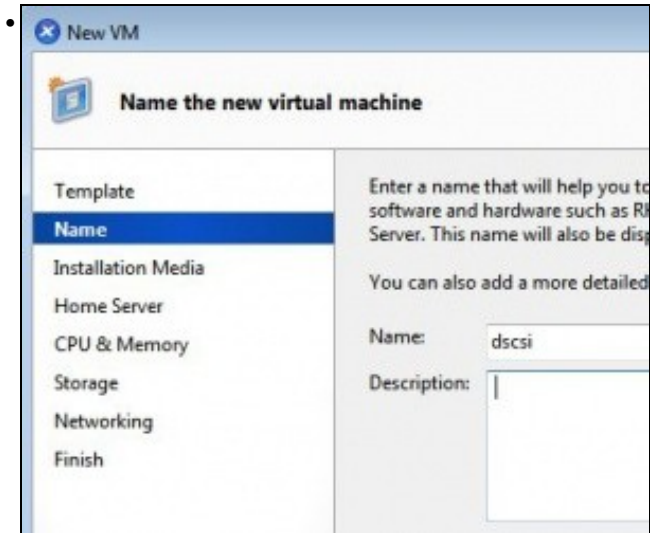 New VM
Name the new virtual machine
Template
Name
Installation Media
Home Server
CPU & Memory
Storage
Networking
Finish
Enter a name that will help you to
software and hardware such as
Server. This name will also be
You can also add a more detailed
Name: dscsi
Description: